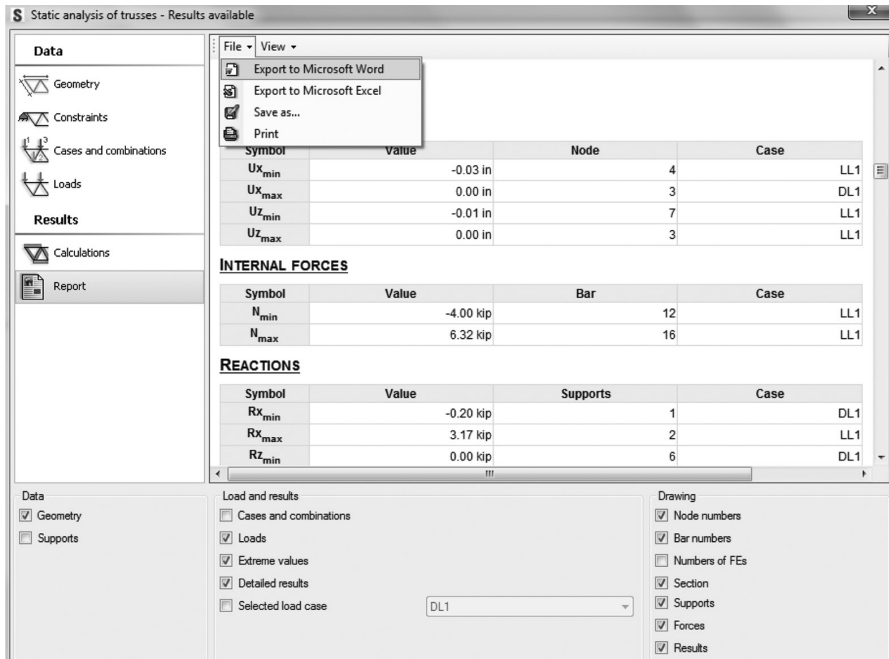 S Static analysis of trusses - Results available
Data
Geometry
Constraints
Cases and combinations
Loads
Results
Calculations
Report
File View
Export to Microsoft Word
Export to Microsoft Excel
Save as...
Print
Symbol Value Node Case
Ux min -0.03 in 4 LL1
Ux max 0.00 in 3 DL1
Uz min -0.01 in 7 LL1
Uz max 0.00 in 3 LL1
INTERNAL FORCES
Symbol Value Bar Case
N min -4.00 kip 12 LL1
N max 6.32 kip 16 LL1
REACTIONS
Symbol Value Supports Case
Rx min -0.20 kip 1 DL1
Rx max 3.17 kip 2 LL1
Rz min 0.00 kip 6 DL1
Data
Geometry
Supports
Load and results
Cases and combinations
Loads
Extreme values
Detailed results
Selected load case DL1
Drawing
Node numbers
Bar numbers
Numbers of FEs
Section
Supports
Forces
Results